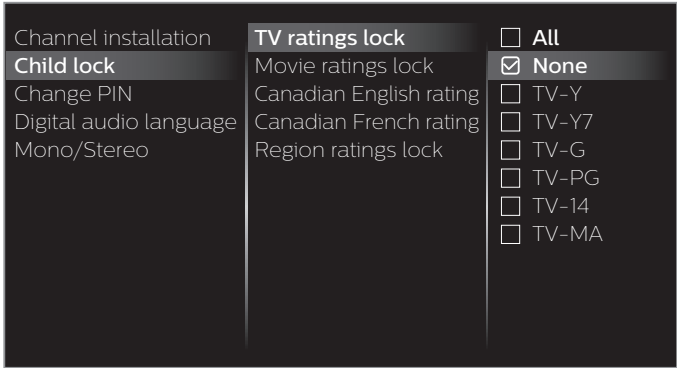 Channel installation
Child lock
Change PIN
Digital audio language
Mono/Stereo
TV ratings lock
Movie ratings lock
Canadian English rating
Canadian French rating
Region ratings lock
All
None
TV-Y
TV-Y7
TV-G
TV-PG
TV-14
TV-MA